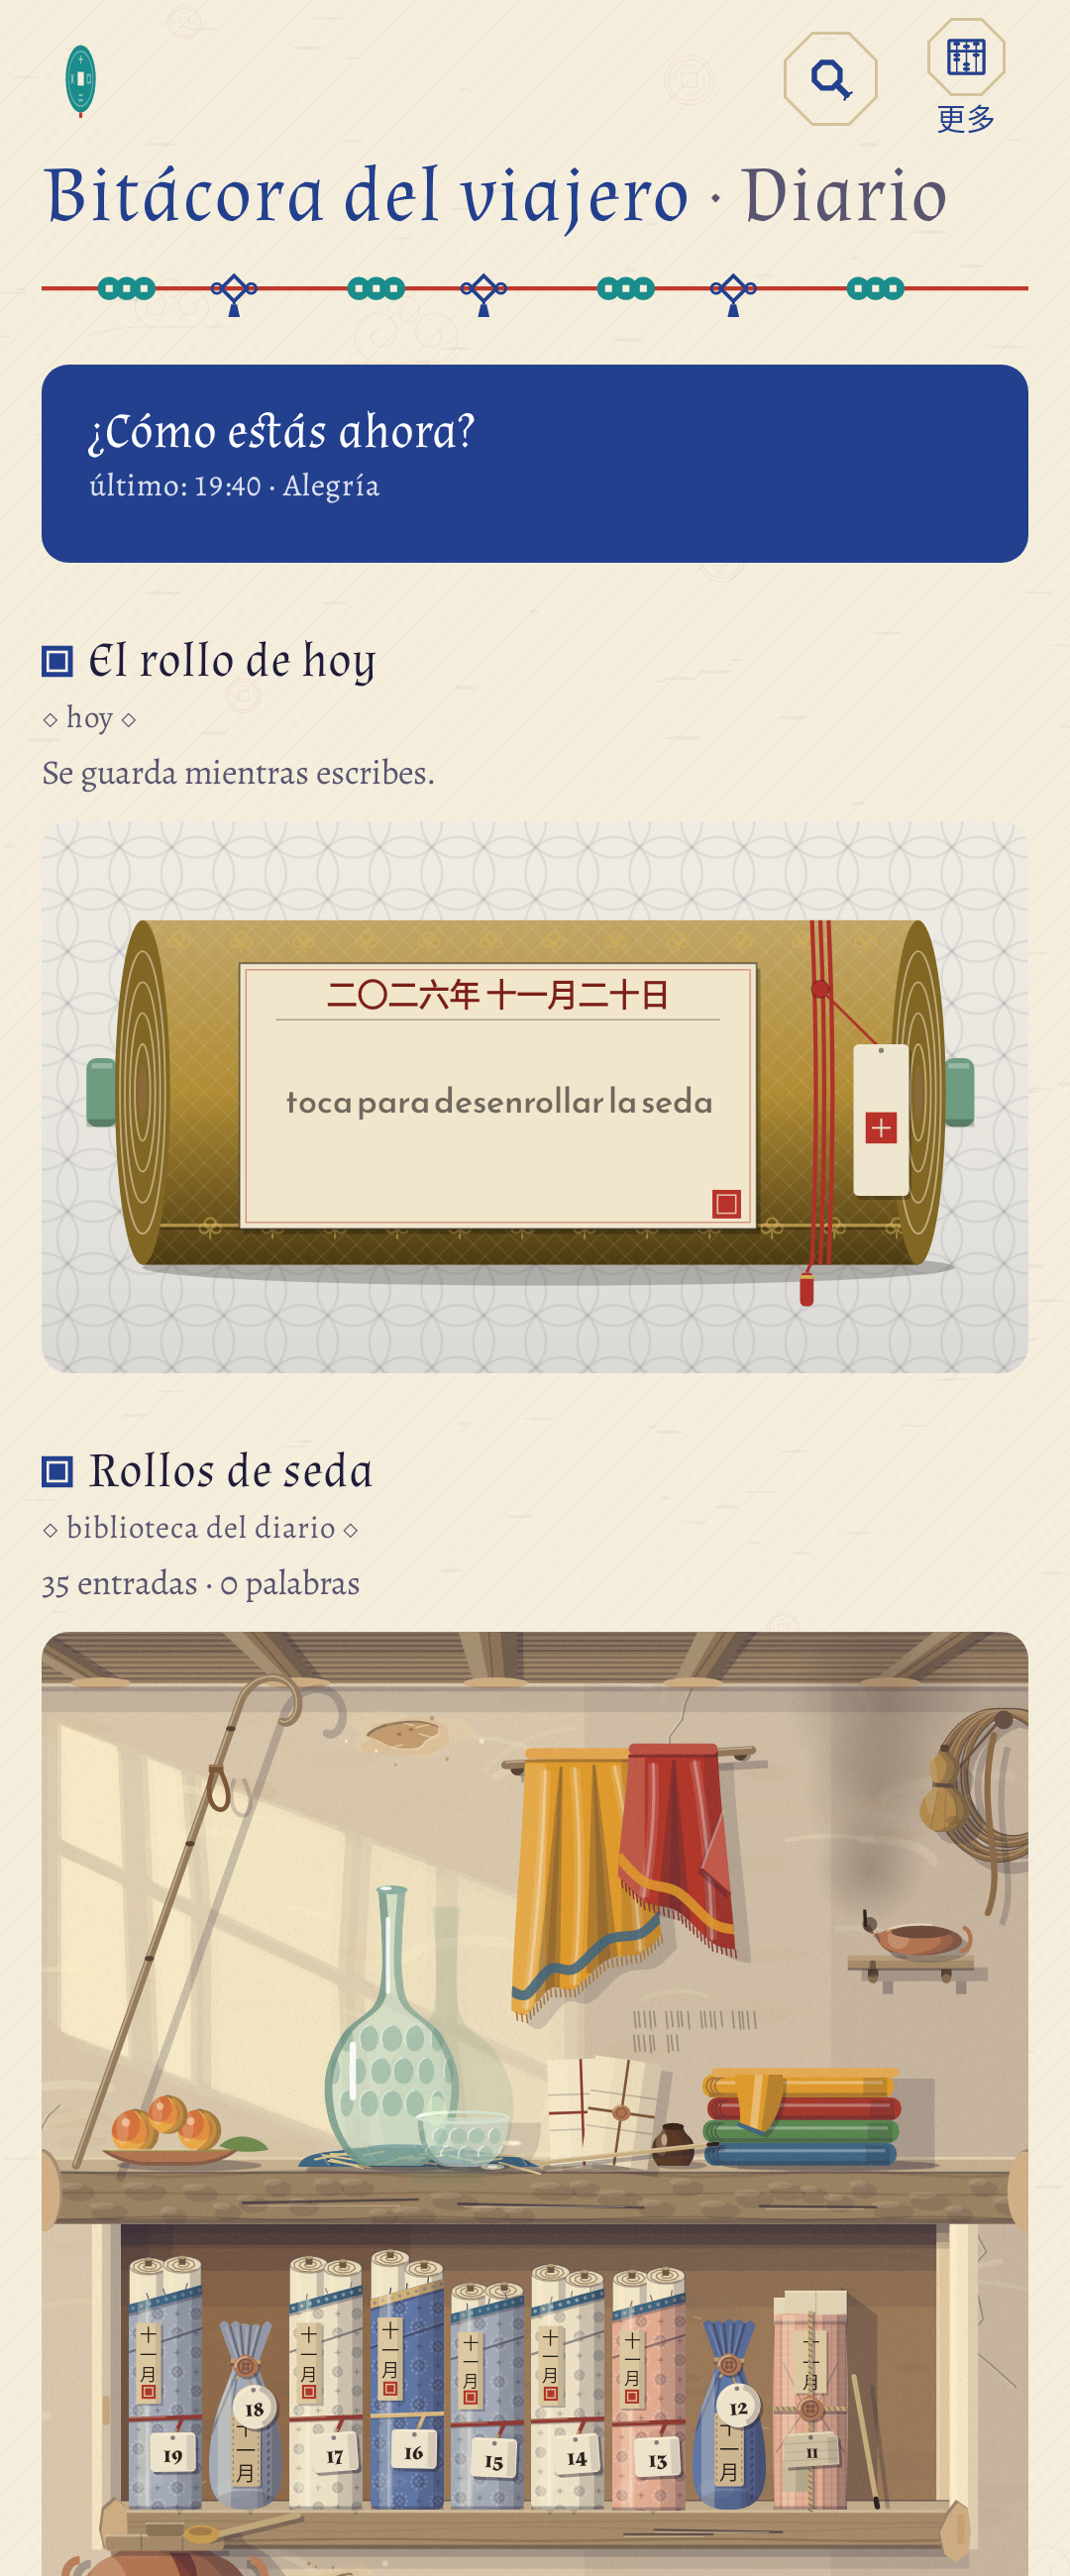 更多
Bitácora del viajero · Diario
¿Cómo estás ahora?
último: 19:40 · Alegría
El rollo de hoy
◇ hoy ◇
Se guarda mientras escribes.
二〇二六年 十一月二十日
toca para desenrollar la seda
Rollos de seda
◇ biblioteca del diario ◇
35 entradas · 0 palabras
十一月
19
18
十一月
十一月
17
十一月
16
十一月
15
十一月
14
十一月
13
12
十一月
十一月
11